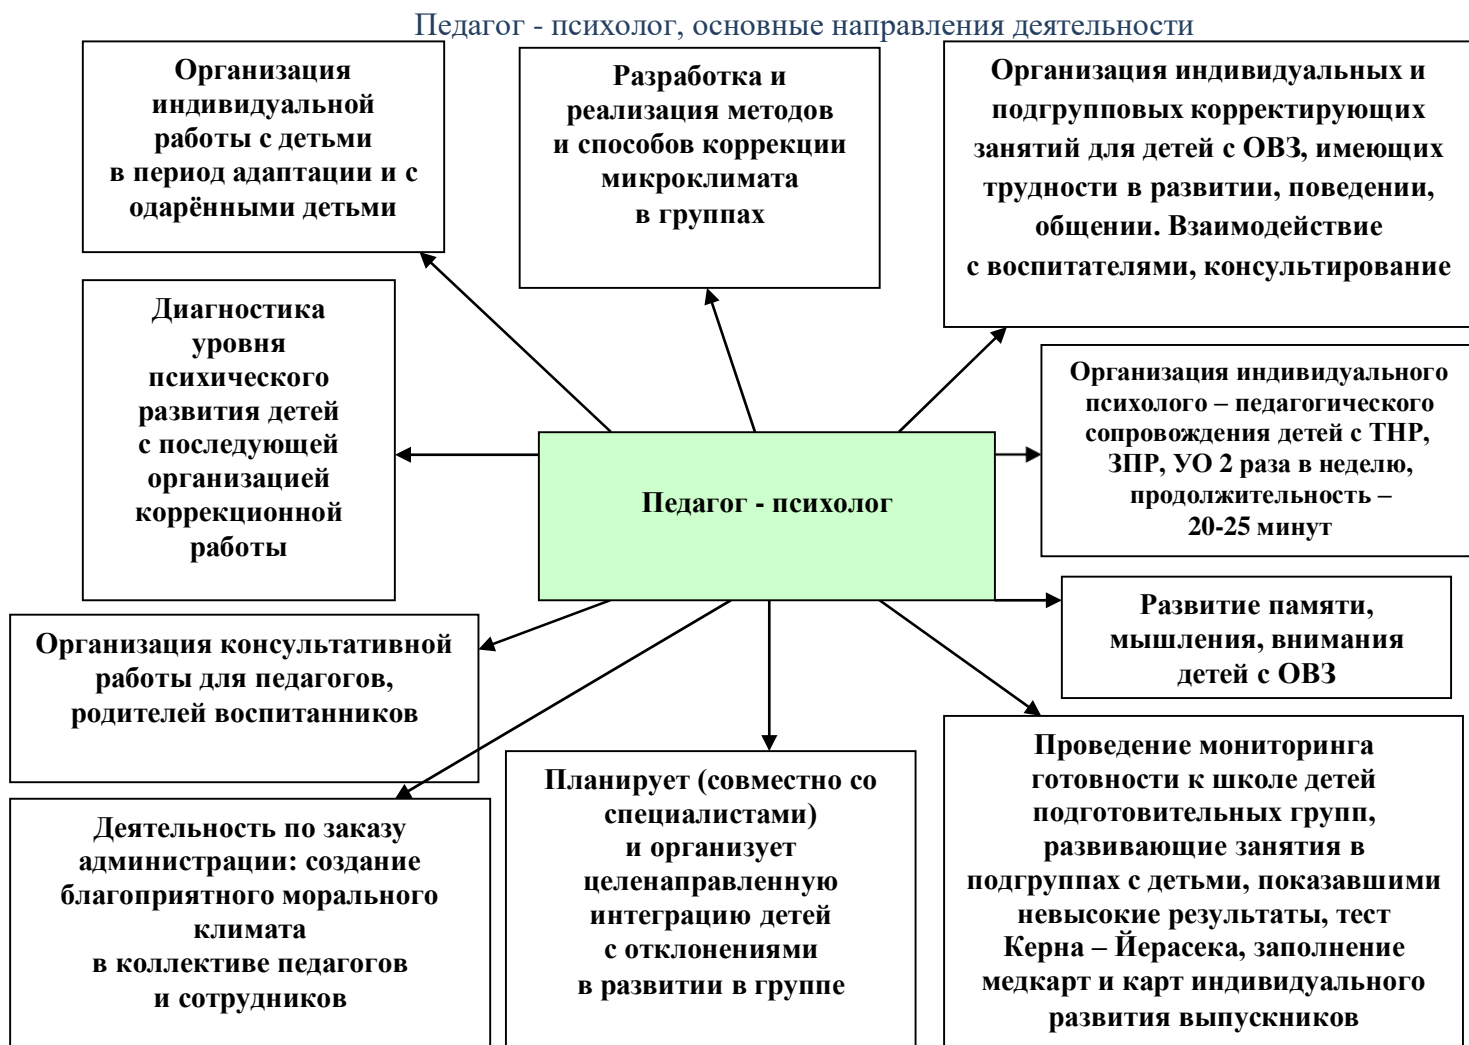 Педагог - психолог, основные направления деятельности
Организация
индивидуальной
работы с детьми
в период адаптации и с
одарёнными детьми
Разработка и
реализация методов
и способов коррекции
микроклимата
в группах
Организация индивидуальных и
подгрупповых корректирующих
занятий для детей с ОВЗ, имеющих
трудности в развитии, поведении,
общении. Взаимодействие
с воспитателями, консультирование
Диагностика
уровня
психического
развития детей
с последующей
организацией
коррекционной
работы
Педагог - психолог
Организация индивидуального
психолого – педагогического
сопровождения детей с ТНР,
ЗПР, УО 2 раза в неделю,
продолжительность –
20-25 минут
Развитие памяти,
мышления, внимания
детей с ОВЗ
Организация консультативной
работы для педагогов,
родителей воспитанников
Деятельность по заказу
администрации: создание
благоприятного морального
климата
в коллективе педагогов
и сотрудников
Планирует (совместно со
специалистами)
и организует
целенаправленную
интеграцию детей
с отклонениями
в развитии в группе
Проведение мониторинга
готовности к школе детей
подготовительных групп,
развивающие занятия в
подгруппах с детьми, показавшими
невысокие результаты, тест
Керна – Йерасека, заполнение
медкарт и карт индивидуального
развития выпускников